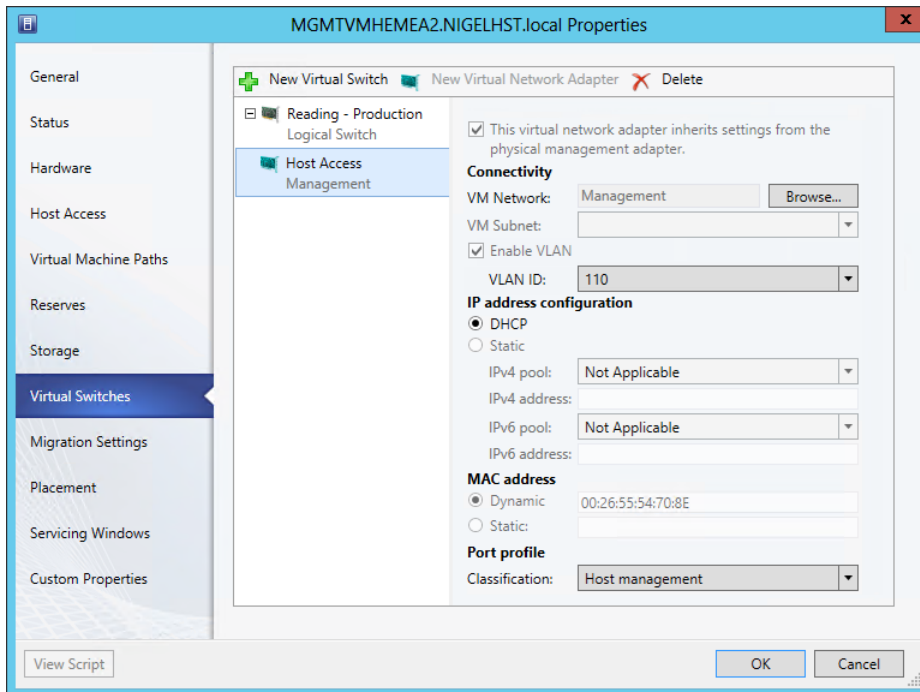 MGMTVMHEMEA2.NIGELHST.local Properties
x
General
Status
Hardware
Host Access
Virtual Machine Paths
Reserves
Storage
Virtual Switches
Migration Settings
Placement
Servicing Windows
Custom Properties
New Virtual Switch New Virtual Network Adapter Delete
Reading - Production
Logical Switch
Host Access
Management
This virtual network adapter inherits settings from the
physical management adapter.
Connectivity
VM Network: Management Browse...
VM Subnet:
Enable VLAN
VLAN ID: 110
IP address configuration
DHCP
Static
IPv4 pool: Not Applicable
IPv4 address:
IPv6 pool: Not Applicable
IPv6 address:
MAC address
Dynamic 00:26:55:54:70:8E
Static:
Port profile
Classification: Host management
View Script OK Cancel